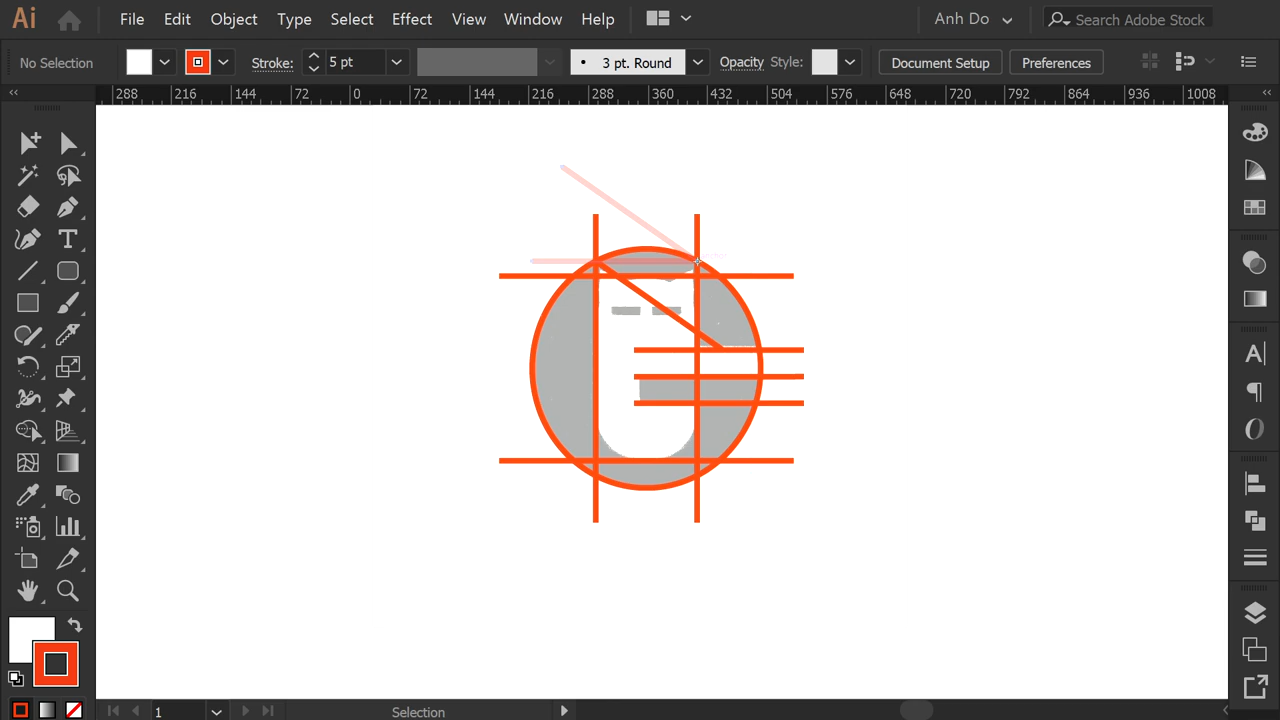 Ai File Edit Object Type Select Effect View Window Help Anh Do Search Adobe Stock
No Selection Stroke: 5 pt 3 pt. Round Opacity Style: Document Setup Preferences
288 216 144 72 0 72 144 216 288 360 432 504 576 648 720 792 864 936 1008
1 Selection